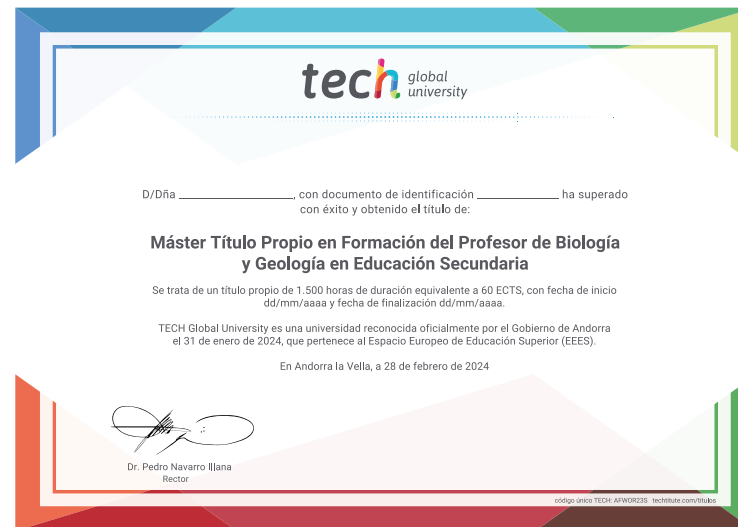 tech global university
D/Dña ____________________, con documento de identificación ______________ ha superado
con éxito y obtenido el título de:
Máster Título Propio en Formación del Profesor de Biología
y Geología en Educación Secundaria
Se trata de un título propio de 1.500 horas de duración equivalente a 60 ECTS, con fecha de inicio
dd/mm/aaaa y fecha de finalización dd/mm/aaaa.
TECH Global University es una universidad reconocida oficialmente por el Gobierno de Andorra
el 31 de enero de 2024, que pertenece al Espacio Europeo de Educación Superior (EEES).
En Andorra la Vella, a 28 de febrero de 2024
Dr. Pedro Navarro Illana
Rector
código único TECH: AFWOR23S techtitute.com/titulos